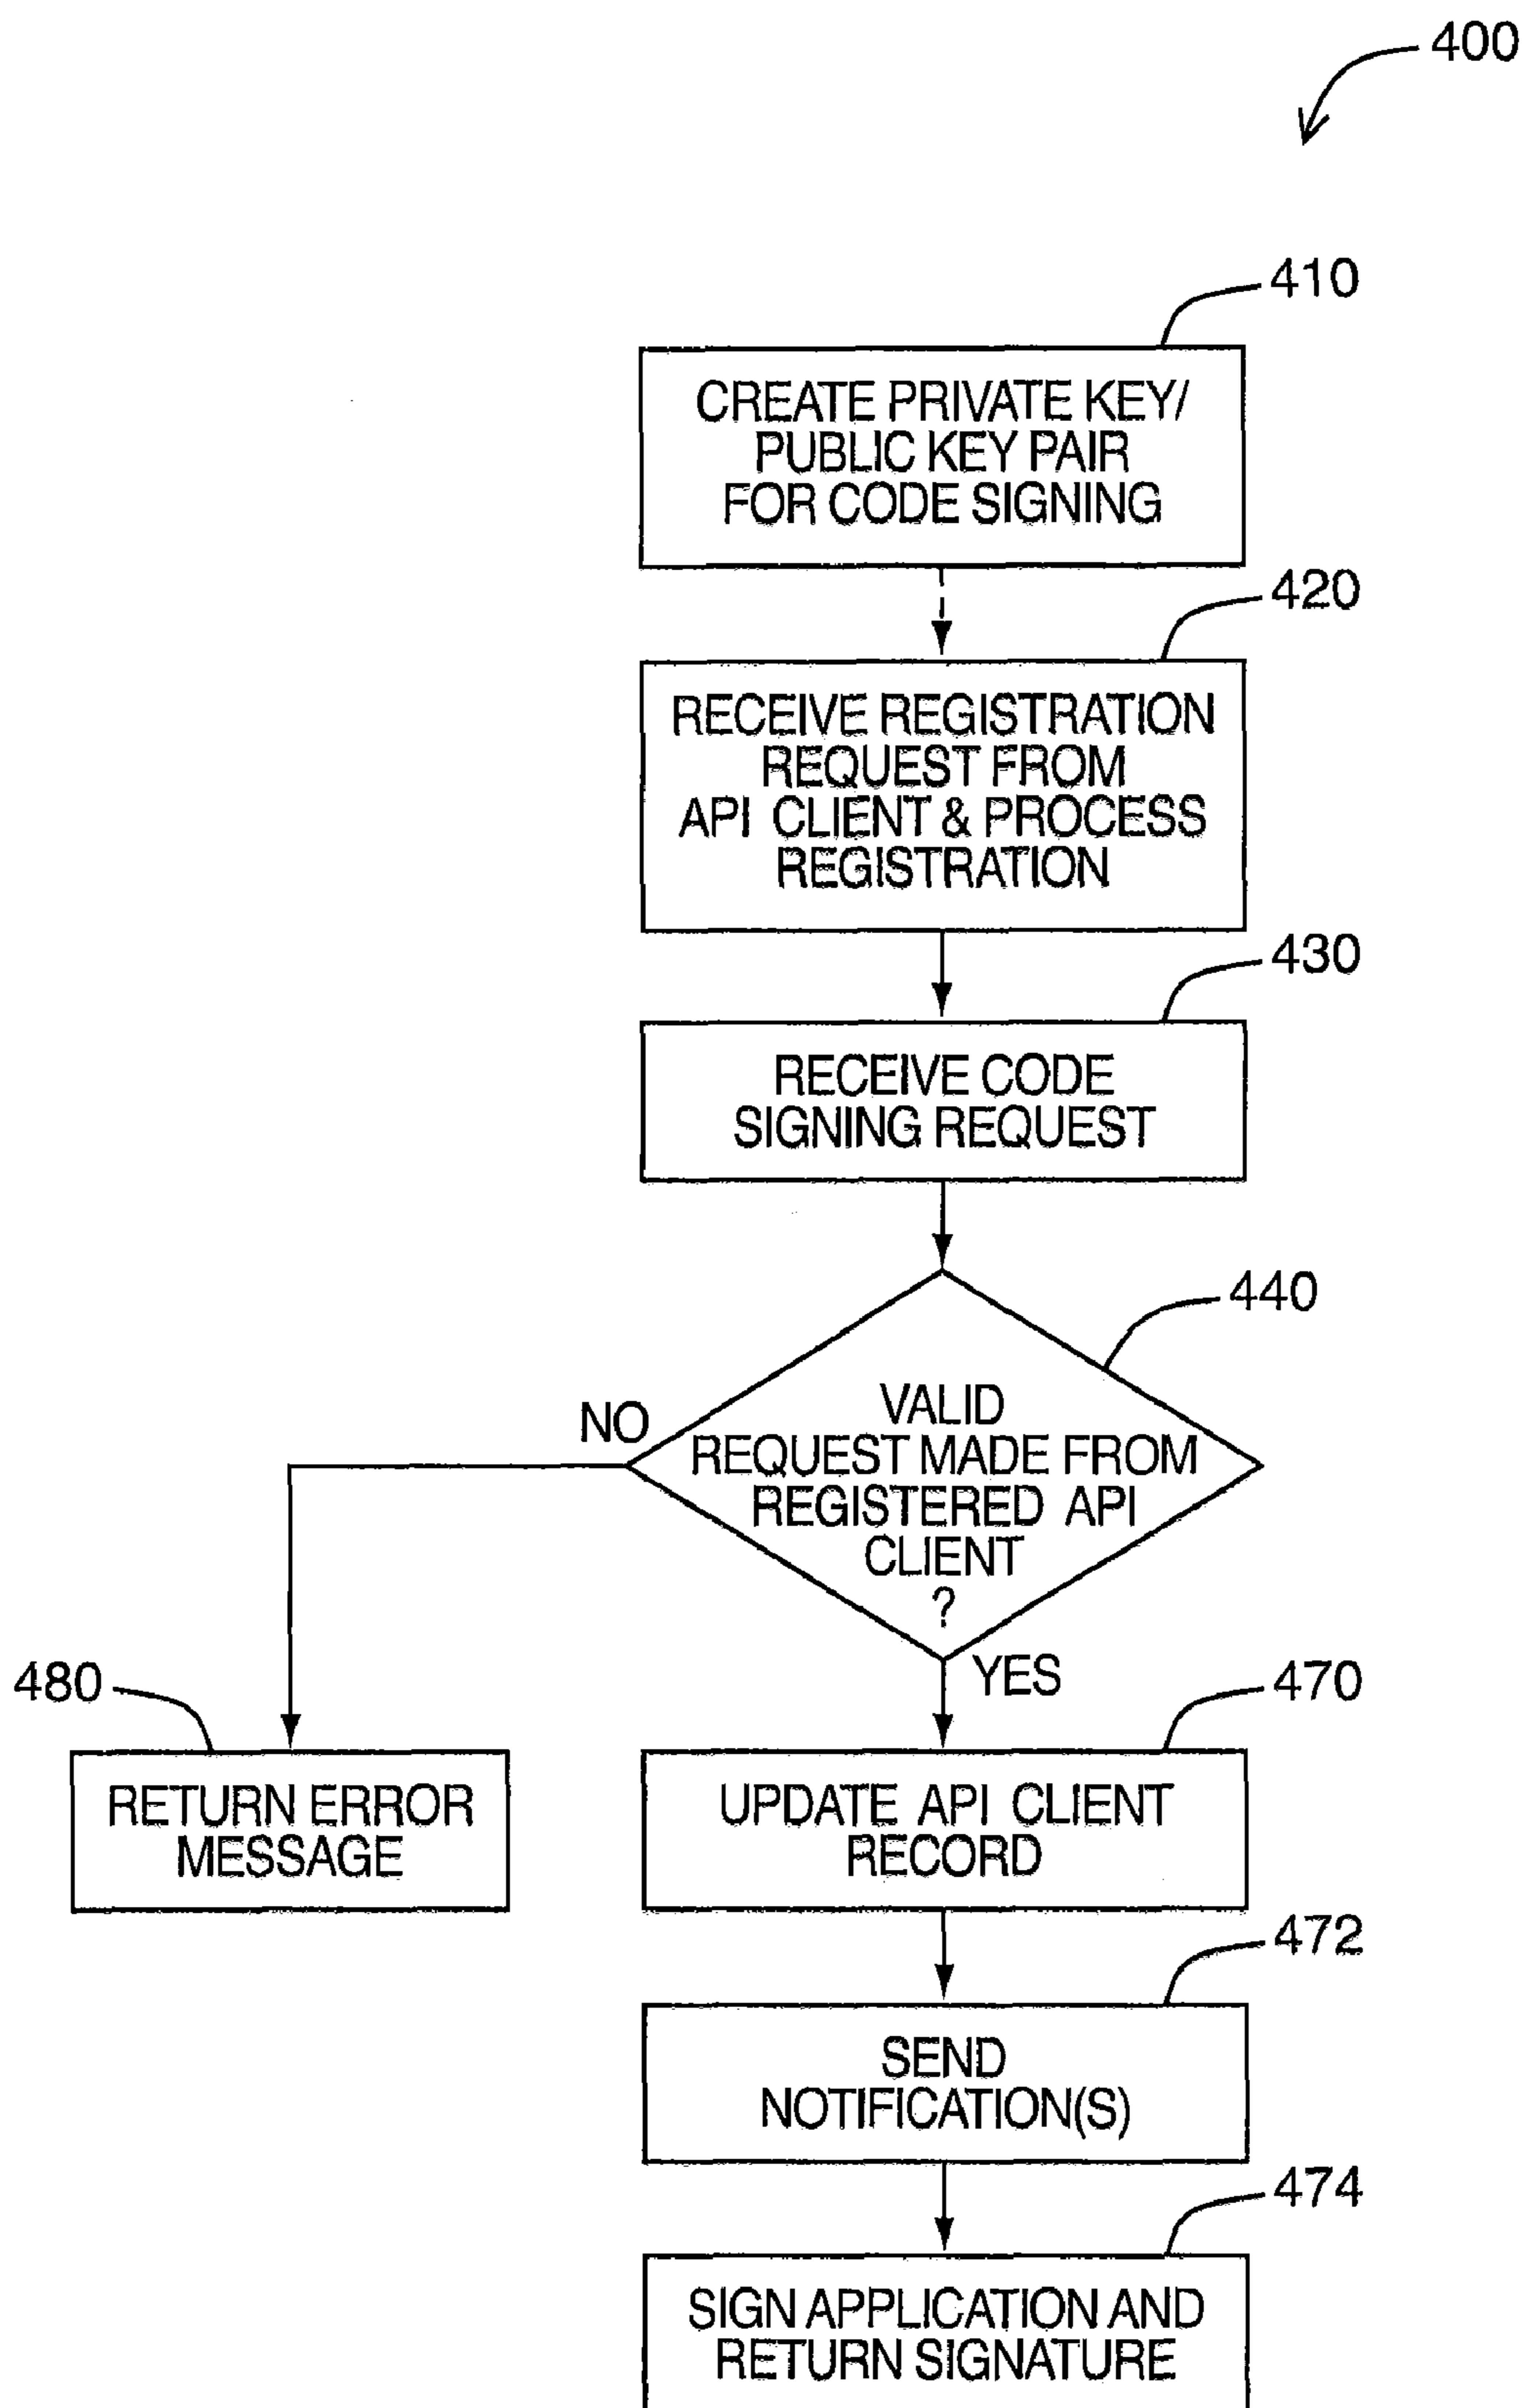 400
410
CREATE PRIVATE KEY/
PUBLIC KEY PAIR
FOR CODE SIGNING
420
RECEIVE REGISTRATION
REQUEST FROM
API CLIENT & PROCESS
REGISTRATION
430
RECEIVE CODE
SIGNING REQUEST
440
VALID
REQUEST MADE FROM
REGISTERED API
CLIENT
?
NO
YES
480
RETURN ERROR
MESSAGE
470
UPDATE API CLIENT
RECORD
472
SEND
NOTIFICATION(S)
474
SIGN APPLICATION AND
RETURN SIGNATURE